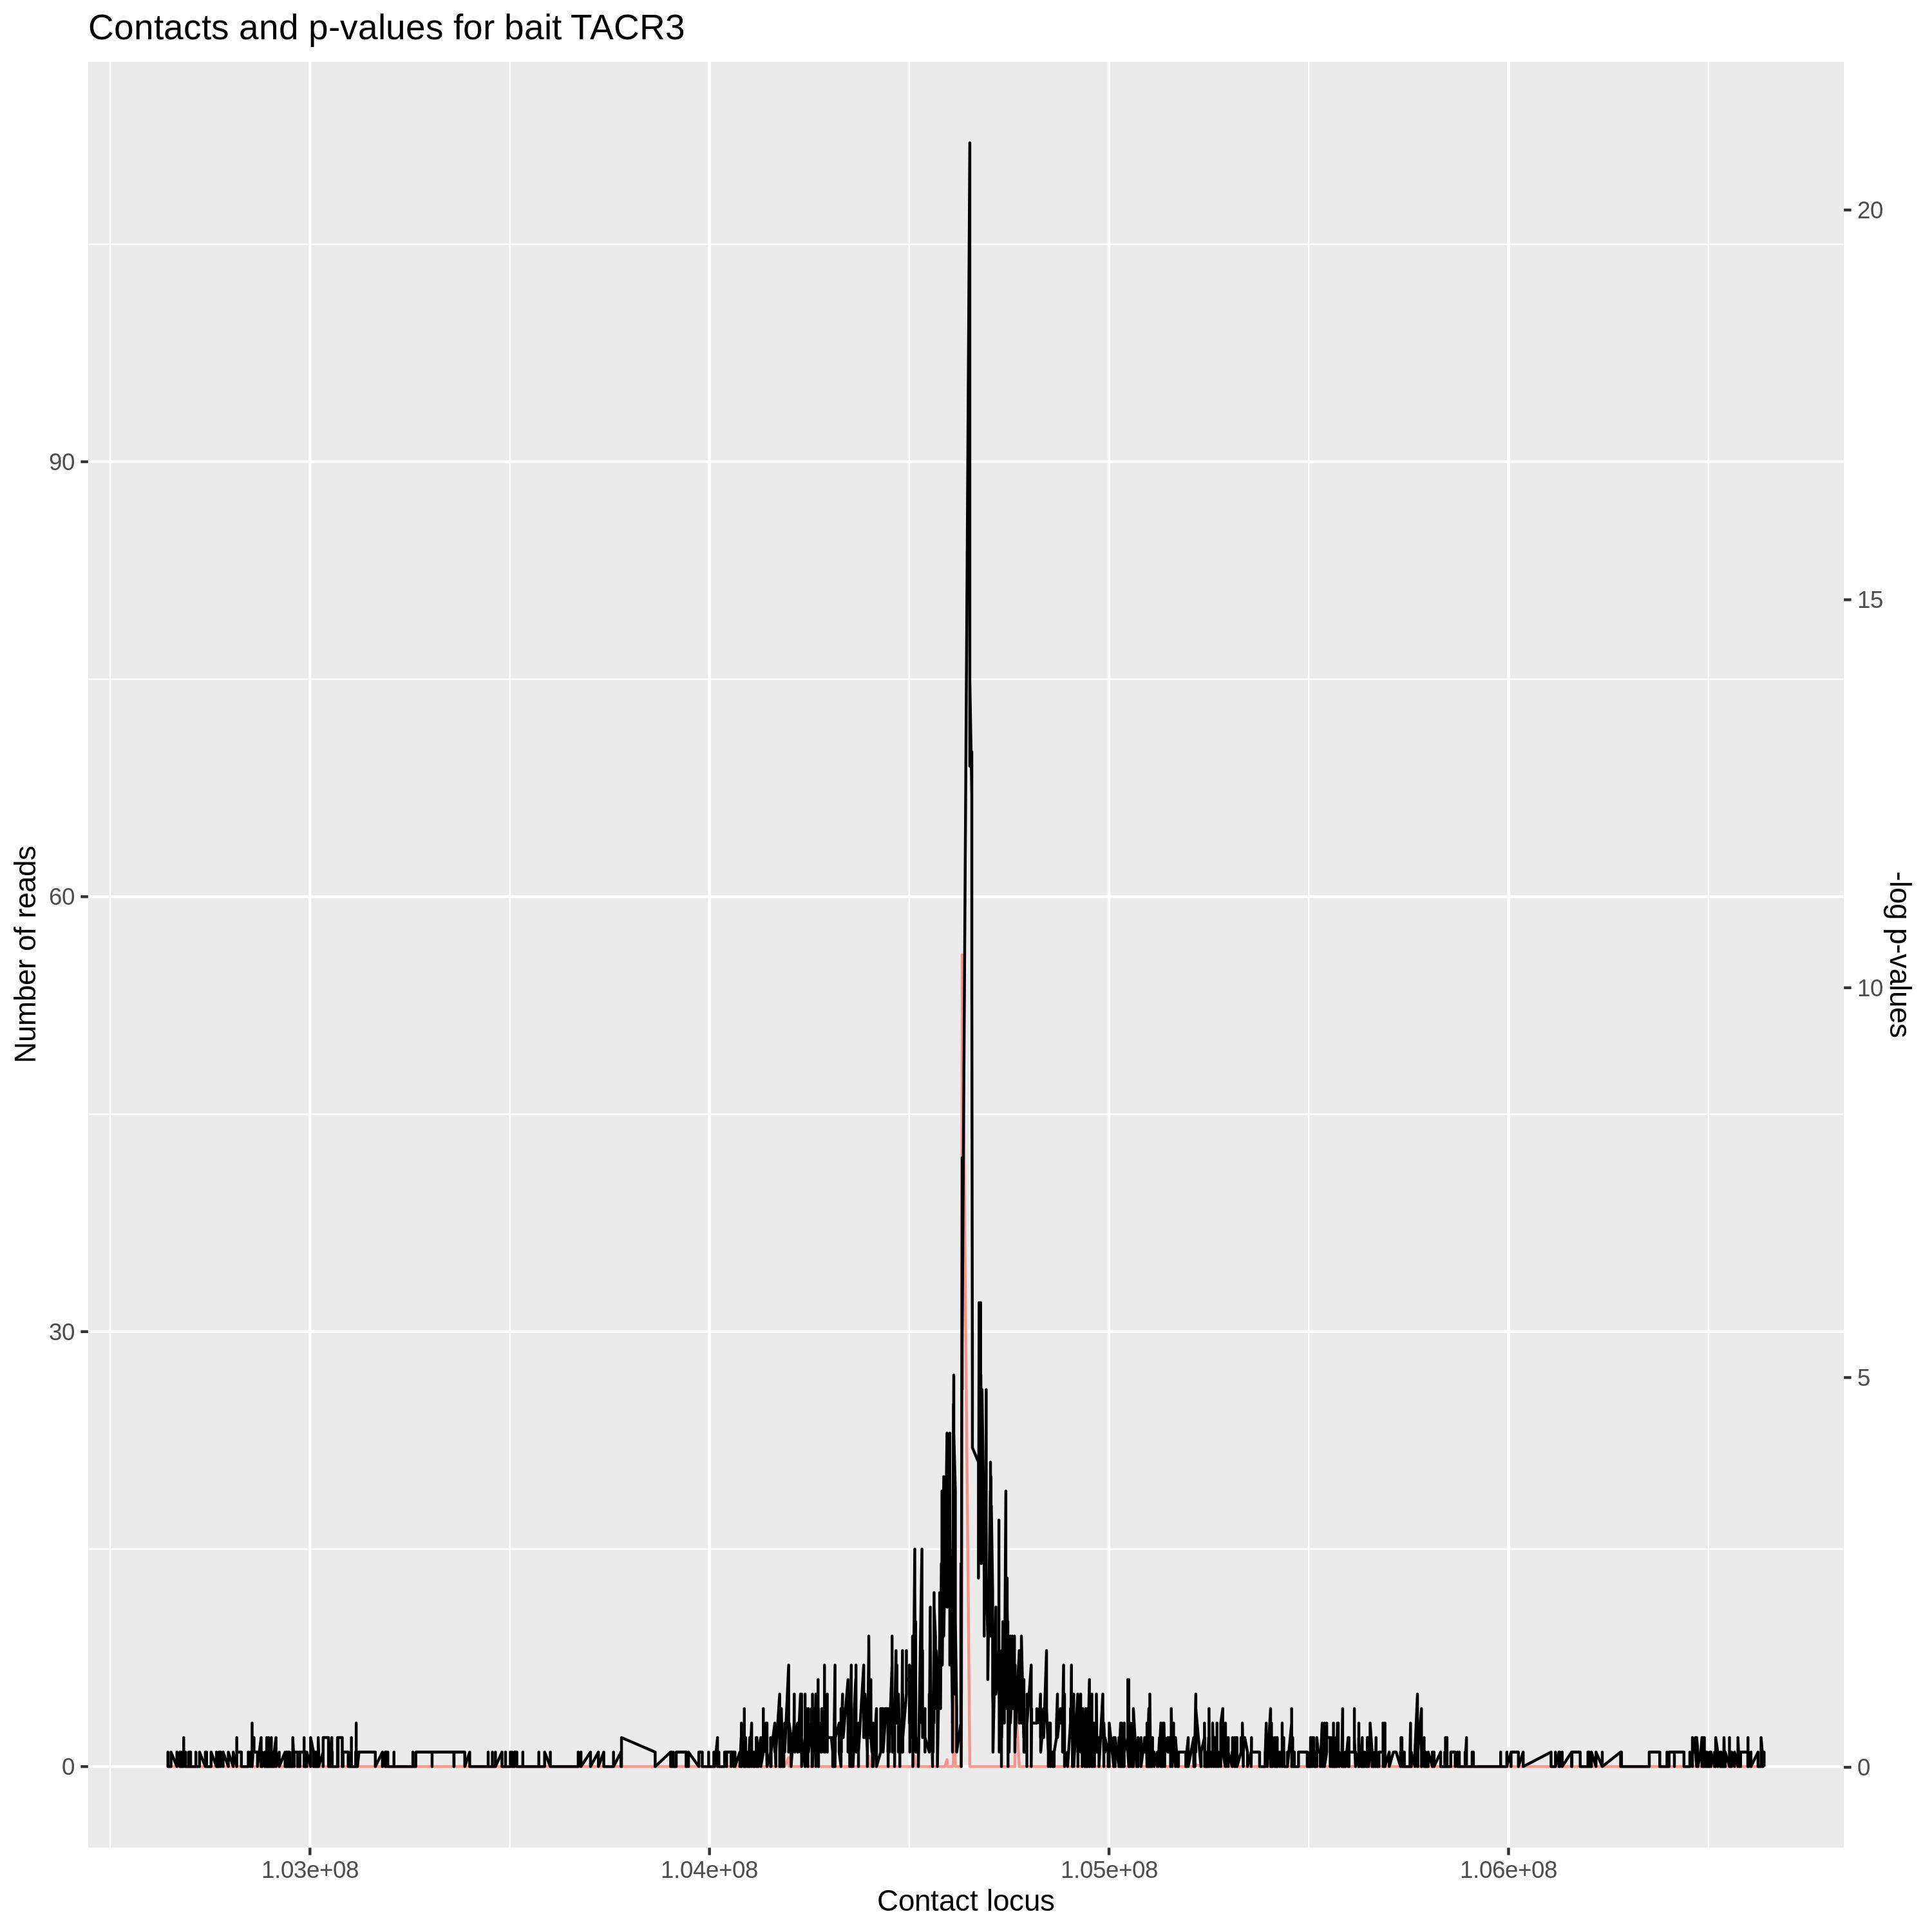 Contacts and p-values for bait TACR3
Number of reads
90
60
30
0
20
15
10
5
0
-log p-values
1.03e+08
1.04e+08
1.05e+08
1.06e+08
Contact locus